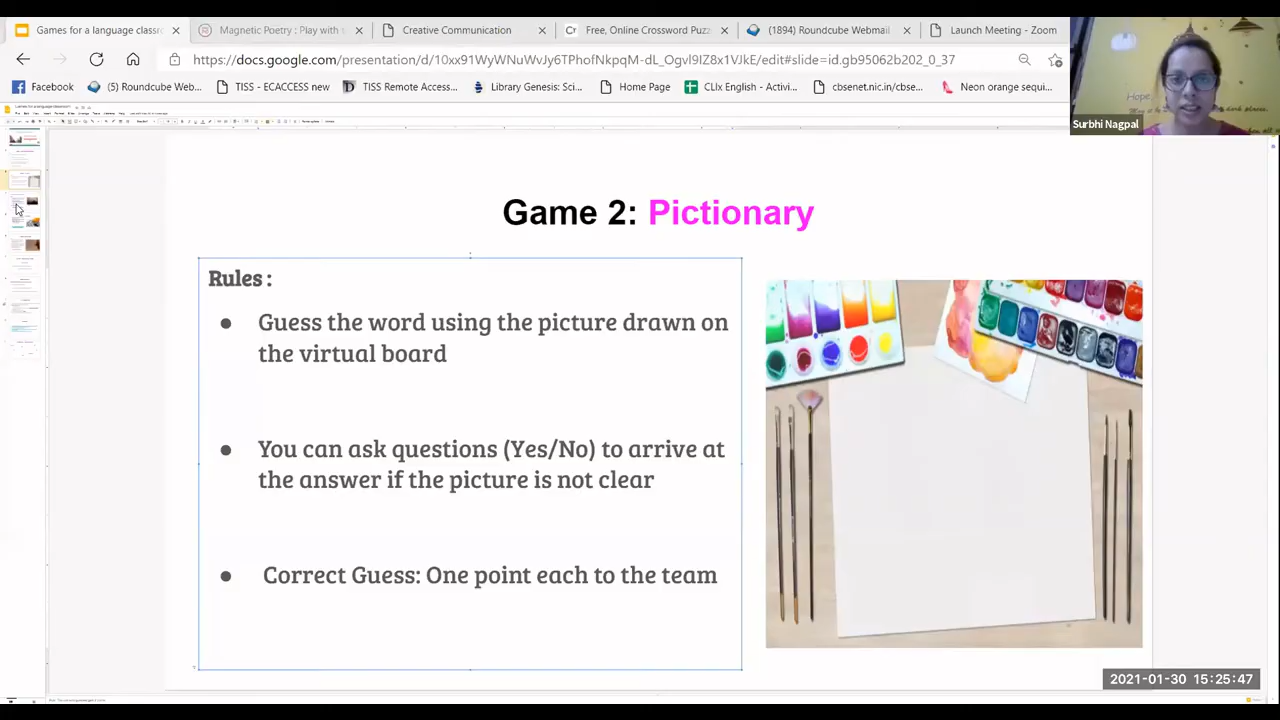 Games for a language classr
Magnetic Poetry : Play with
Creative Communication
Cr Free, Online Crossword Puzz
(1894) Roundcube Webmail
Launch Meeting - Zoom
https://docs.google.com/presentation/d/10xx91WyWNuWvJy6TPhofNkpqM-dL_Ogvl9IZ8x1VJkE/edit#slide=id.gb95062b202_0_37
Facebook
(5) Roundcube Web...
TISS – ECACCESS new
TISS Remote Access...
Library Genesis: Sci...
Home Page
CLIx English - Activi...
cbsenet.nic.in/cbse...
Neon orange sequi...
Surbhi Nagpal
Game 2: Pictionary
Rules :
● Guess the word using the picture drawn on
the virtual board
● You can ask questions (Yes/No) to arrive at
the answer if the picture is not clear
● Correct Guess: One point each to the team
2021-01-30 15:25:47